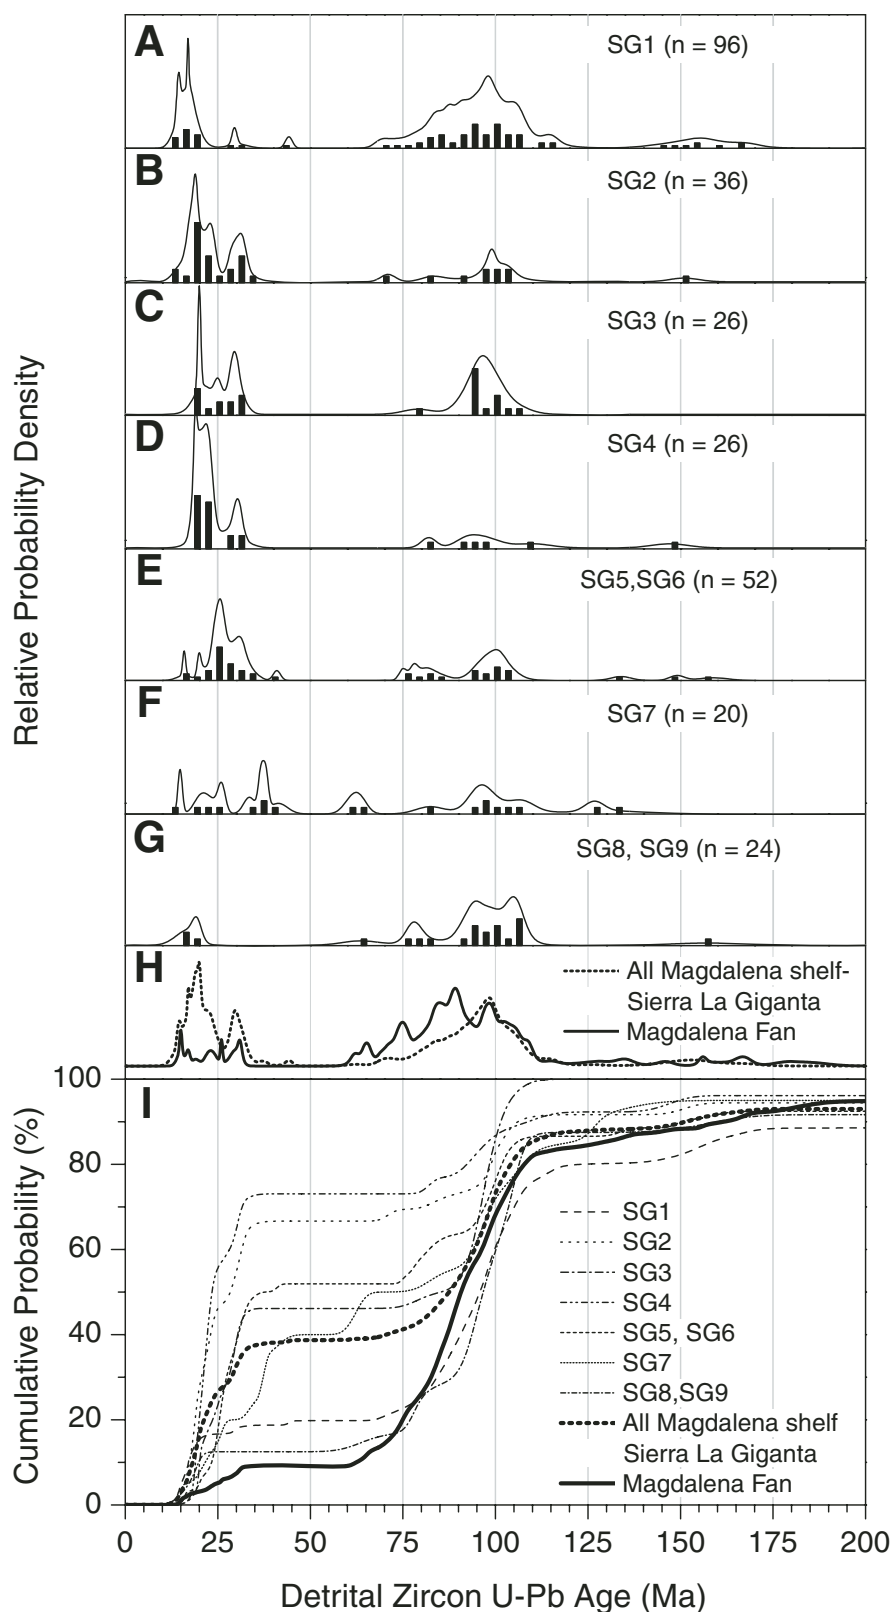 A
SG1 (n = 96)
B
SG2 (n = 36)
C
SG3 (n = 26)
D
SG4 (n = 26)
E
SG5,SG6 (n = 52)
F
SG7 (n = 20)
G
SG8, SG9 (n = 24)
Relative Probability Density
H
All Magdalena shelf-
Sierra La Giganta
Magdalena Fan
I
Cumulative Probability (%)
100
80
60
40
20
0
SG1
SG2
SG3
SG4
SG5, SG6
SG7
SG8,SG9
All Magdalena shelf
Sierra La Giganta
Magdalena Fan
0 25 50 75 100 125 150 175 200
Detrital Zircon U-Pb Age (Ma)